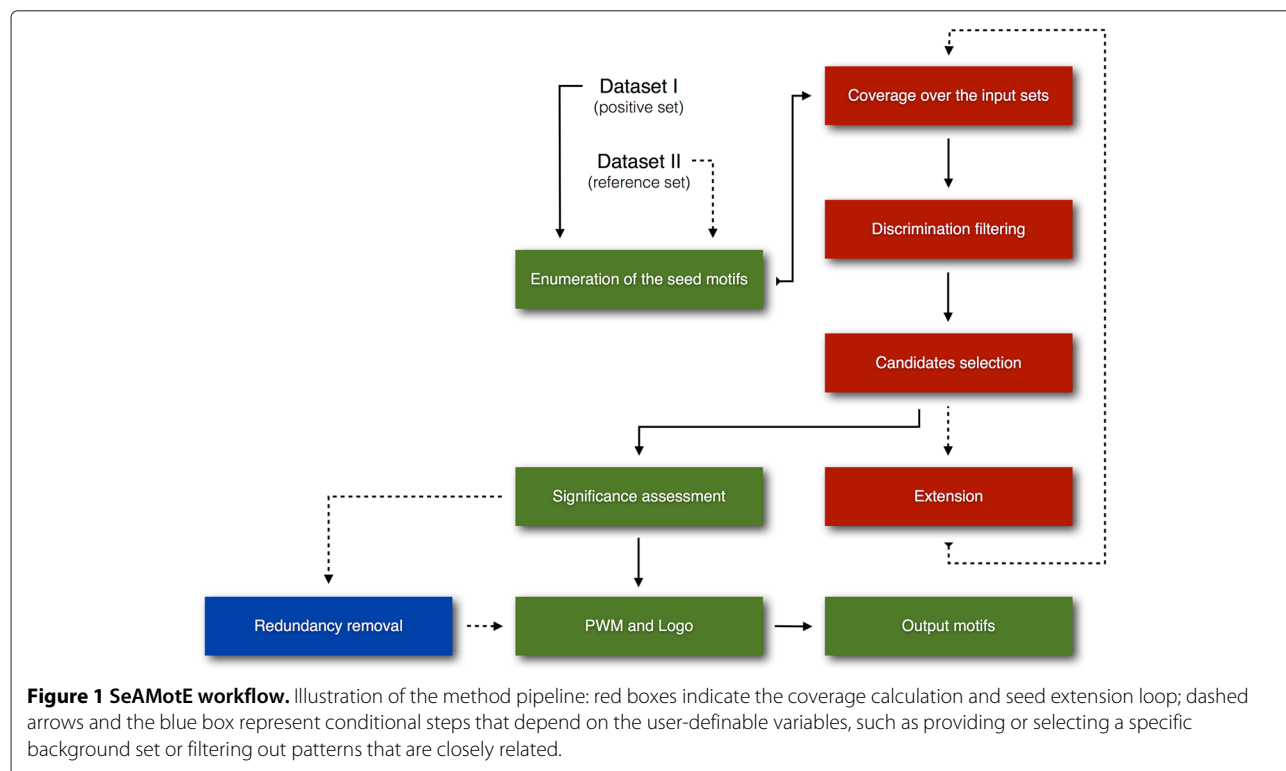 Dataset I
(positive set)
Dataset II
(reference set)
Enumeration of the seed motifs
Coverage over the input sets
Discrimination filtering
Candidates selection
Significance assessment
Extension
Redundancy removal
PWM and Logo
Output motifs
Figure 1 SeAMotE workflow. Illustration of the method pipeline: red boxes indicate the coverage calculation and seed extension loop; dashed
arrows and the blue box represent conditional steps that depend on the user-definable variables, such as providing or selecting a specific
background set or filtering out patterns that are closely related.